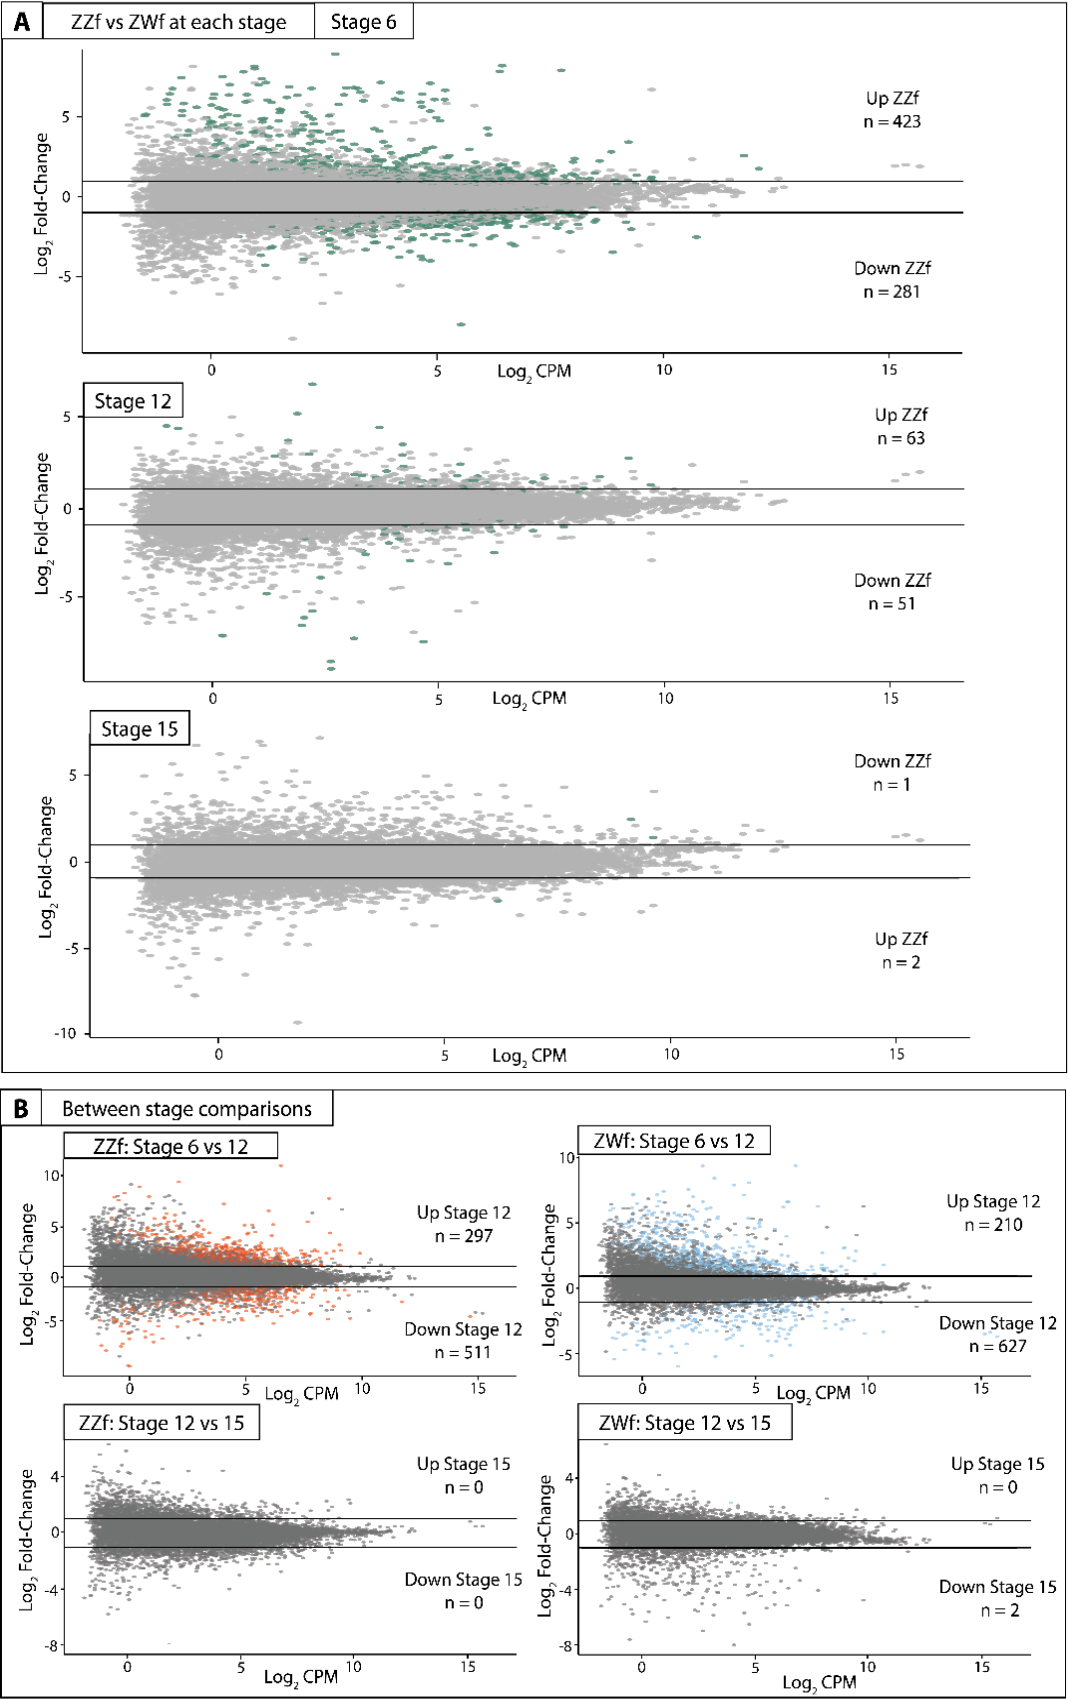 A
ZZf vs ZWf at each stage
Stage 6
Log2 Fold-Change
5
0
-5
Up ZZf
n = 423
Down ZZf
n = 281
0
5
10
15
Log2 CPM
Stage 12
Log2 Fold-Change
5
0
-5
Up ZZf
n = 63
Down ZZf
n = 51
0
5
10
15
Log2 CPM
Stage 15
Log2 Fold-Change
5
0
-5
-10
Down ZZf
n = 1
Up ZZf
n = 2
0
5
10
15
Log2 CPM
B
Between stage comparisons
ZZf: Stage 6 vs 12
Log2 Fold-Change
10
5
0
-5
Up Stage 12
n = 297
Down Stage 12
n = 511
0
5
10
15
Log2 CPM
ZWf: Stage 6 vs 12
Log2 Fold-Change
10
5
0
-5
Up Stage 12
n = 210
Down Stage 12
n = 627
0
5
10
15
Log2 CPM
ZZf: Stage 12 vs 15
Log2 Fold-Change
4
0
-4
-8
Up Stage 15
n = 0
Down Stage 15
n = 0
0
5
10
15
Log2 CPM
ZWf: Stage 12 vs 15
Log2 Fold-Change
4
0
-4
-8
Up Stage 15
n = 0
Down Stage 15
n = 2
0
5
10
15
Log2 CPM